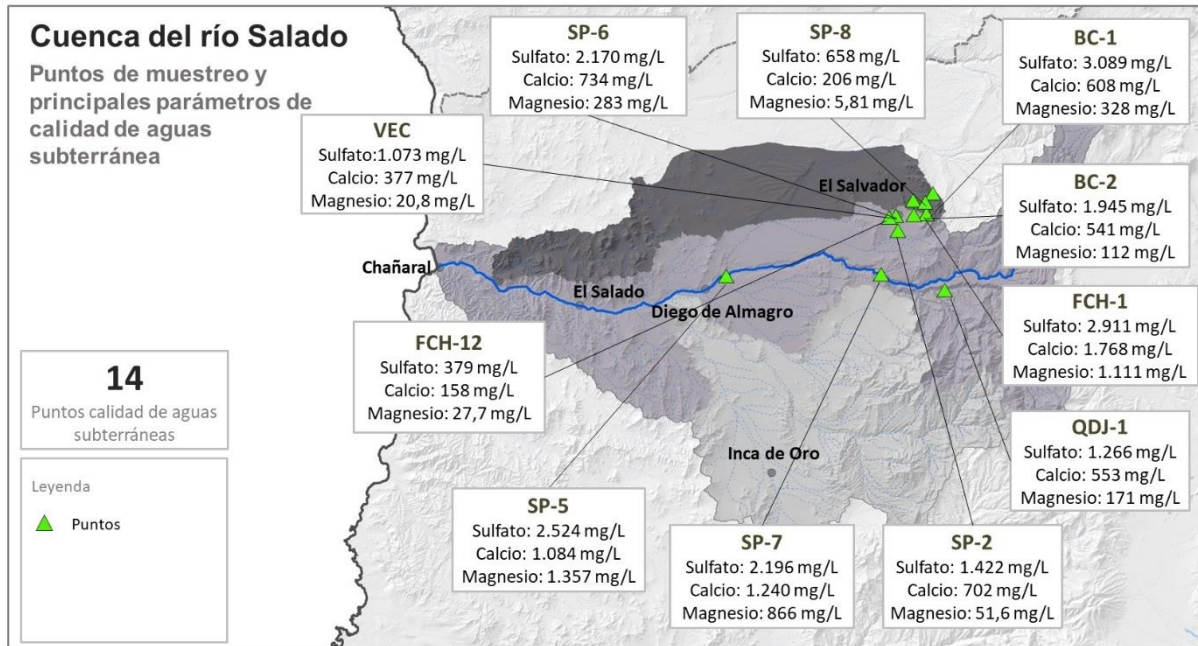 Cuenca del río Salado
Puntos de muestreo y
principales parámetros de
calidad de aguas
subterránea
SP-6
Sulfato: 2.170 mg/L
Calcio: 734 mg/L
Magnesio: 283 mg/L
SP-8
Sulfato: 658 mg/L
Calcio: 206 mg/L
Magnesio: 5,81 mg/L
BC-1
Sulfato: 3.089 mg/L
Calcio: 608 mg/L
Magnesio: 328 mg/L
VEC
Sulfato:1.073 mg/L
Calcio: 377 mg/L
Magnesio: 20,8 mg/L
BC-2
Sulfato: 1.945 mg/L
Calcio: 541 mg/L
Magnesio: 112 mg/L
El Salvador
Chañaral
El Salado
Diego de Almagro
Inca de Oro
FCH-1
Sulfato: 2.911 mg/L
Calcio: 1.768 mg/L
Magnesio: 1.111 mg/L
FCH-12
Sulfato: 379 mg/L
Calcio: 158 mg/L
Magnesio: 27,7 mg/L
QDJ-1
Sulfato: 1.266 mg/L
Calcio: 553 mg/L
Magnesio: 171 mg/L
SP-5
Sulfato: 2.524 mg/L
Calcio: 1.084 mg/L
Magnesio: 1.357 mg/L
SP-7
Sulfato: 2.196 mg/L
Calcio: 1.240 mg/L
Magnesio: 866 mg/L
SP-2
Sulfato: 1.422 mg/L
Calcio: 702 mg/L
Magnesio: 51,6 mg/L
14
Puntos calidad de aguas
subterráneas
Leyenda
Puntos